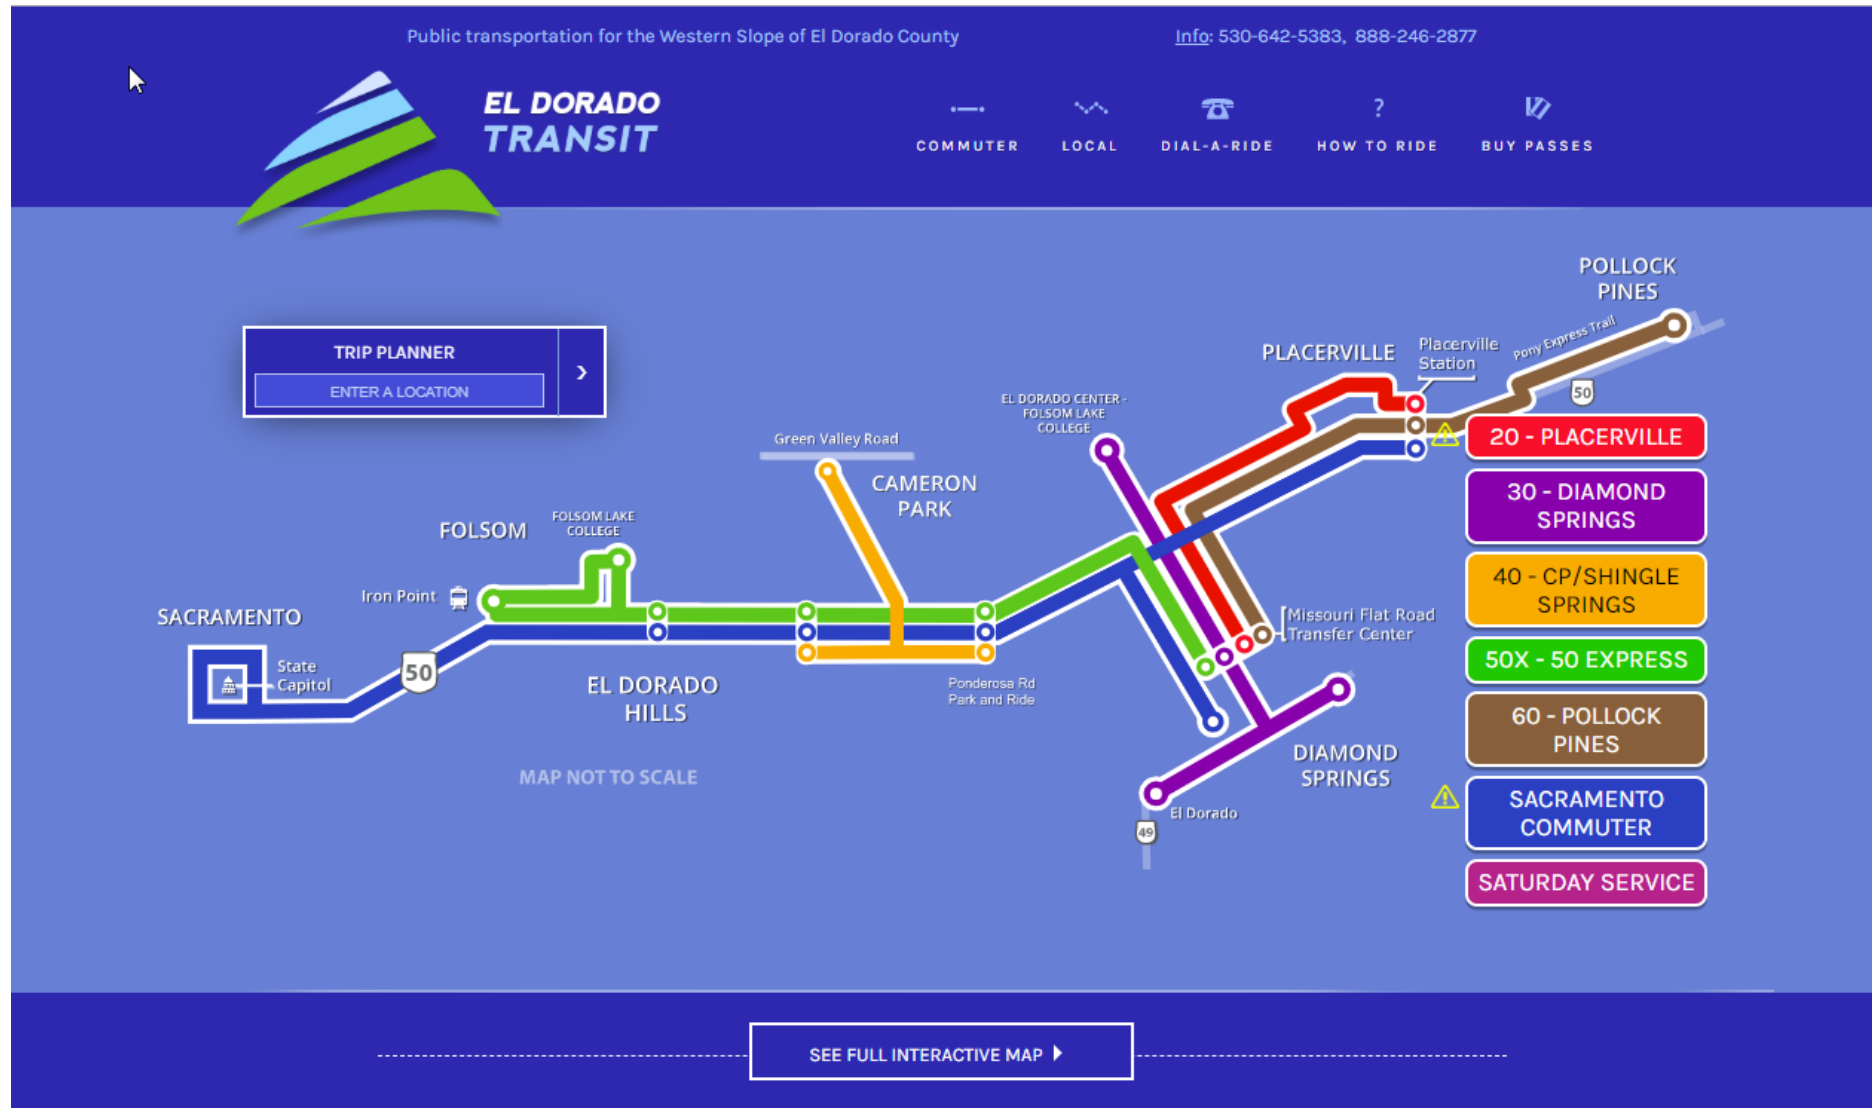 Public transportation for the Western Slope of El Dorado County
Info: 530-642-5383, 888-246-2877
EL DORADO
TRANSIT
?
COMMUTER
LOCAL
DIAL-A-RIDE
HOW TO RIDE
BUY PASSES
POLLOCK
PINES
TRIP PLANNER
ENTER A LOCATION
PLACERVILLE
Placerville
Station
Pony Express Trail
50
EL DORADO CENTER -
FOLSOM LAKE
COLLEGE
Green Valley Road
CAMERON
PARK
FOLSOM
FOLSOM LAKE
COLLEGE
Iron Point
SACRAMENTO
State
Capitol
50
EL DORADO
HILLS
Ponderosa Rd
Park and Ride
Missouri Flat Road
Transfer Center
DIAMOND
SPRINGS
MAP NOT TO SCALE
El Dorado
49
20 - PLACERVILLE
30 - DIAMOND
SPRINGS
40 - CP/SHINGLE
SPRINGS
50X - 50 EXPRESS
60 - POLLOCK
PINES
SACRAMENTO
COMMUTER
SATURDAY SERVICE
SEE FULL INTERACTIVE MAP